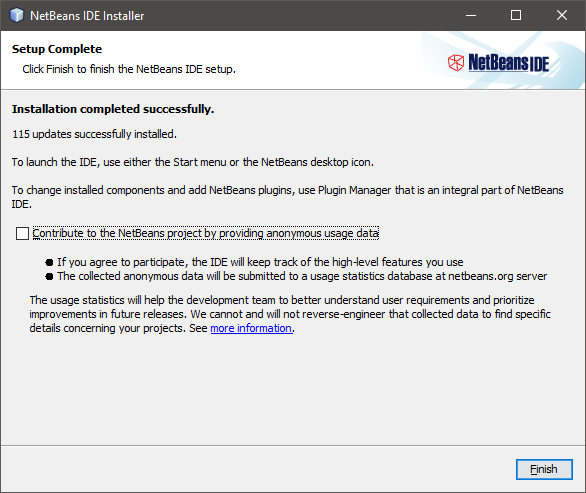 NetBeans IDE Installer
Setup Complete
Click Finish to finish the NetBeans IDE setup.
NetBeans IDE
Installation completed successfully.
115 updates successfully installed.
To launch the IDE, use either the Start menu or the NetBeans desktop icon.
To change installed components and add NetBeans plugins, use Plugin Manager that is an integral part of NetBeans
IDE.
Contribute to the NetBeans project by providing anonymous usage data
● If you agree to participate, the IDE will keep track of the high-level features you use
● The collected anonymous data will be submitted to a usage statistics database at netbeans.org server
The usage statistics will help the development team to better understand user requirements and prioritize
improvements in future releases. We cannot and will not reverse-engineer that collected data to find specific
details concerning your projects. See more information.
Finish